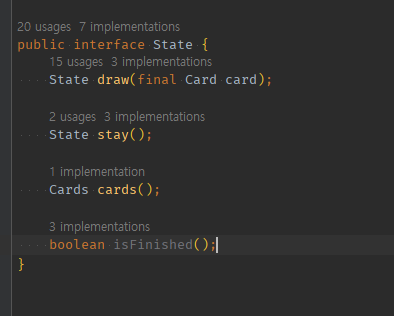 20 usages 7 implementations
public interface State {
15 usages 3 implementations
State draw(final Card card);
2 usages 3 implementations
State stay();
1 implementation
Cards cards();
3 implementations
boolean isFinished();
}